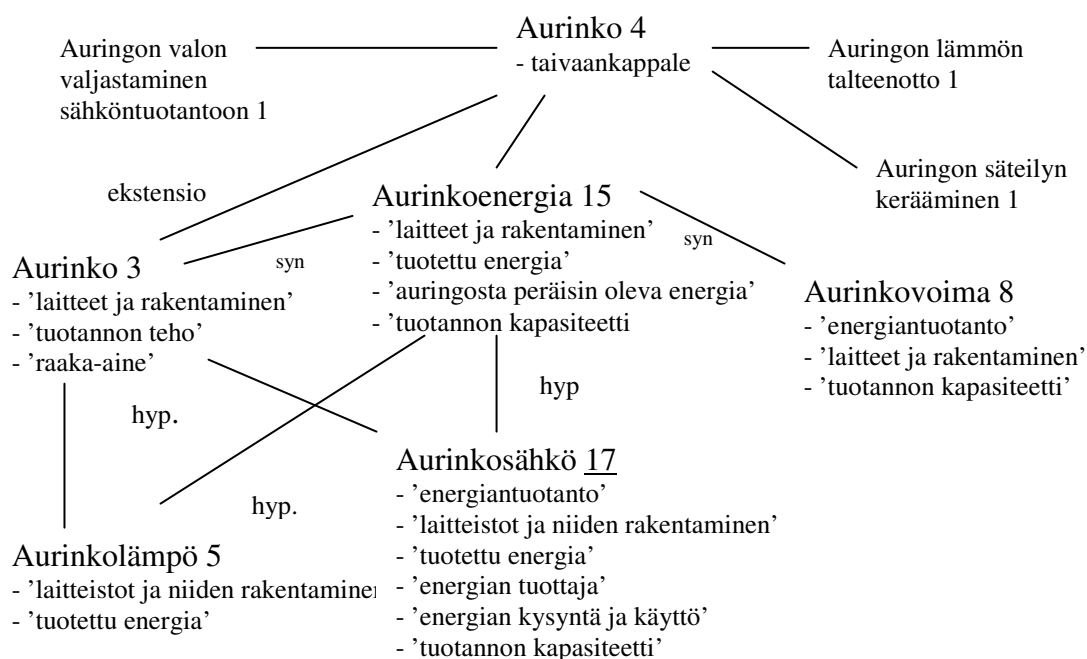 Aurinko 4
- taivaankappale
Auringon valon
valjastaminen
sähköntuotantoon 1
Auringon lämmön
talteenotto 1
Auringon säteilyn
kerääminen 1
ekstensio
Aurinkoenergia 15
- ’laitteet ja rakentaminen’
- ’tuotettu energia’
- ’auringosta peräisin oleva energia’
- ’tuotannon kapasiteetti
syn
syn
Aurinko 3
- ’laitteet ja rakentaminen’
- ’tuotannon teho’
- ’raaka-aine’
Aurinkovoima 8
- ’energiantuotanto’
- ’laitteet ja rakentaminen’
- ’tuotannon kapasiteetti’
hyp.
hyp
hyp.
Aurinkosähkö 17
- ’energiantuotanto’
- ’laitteistot ja niiden rakentaminen’
- ’tuotettu energia’
- ’energian tuottaja’
- ’energian kysyntä ja käyttö’
- ’tuotannon kapasiteetti’
Aurinkolämpö 5
- ’laitteistot ja niiden rakentaminen
- ’tuotettu energia’